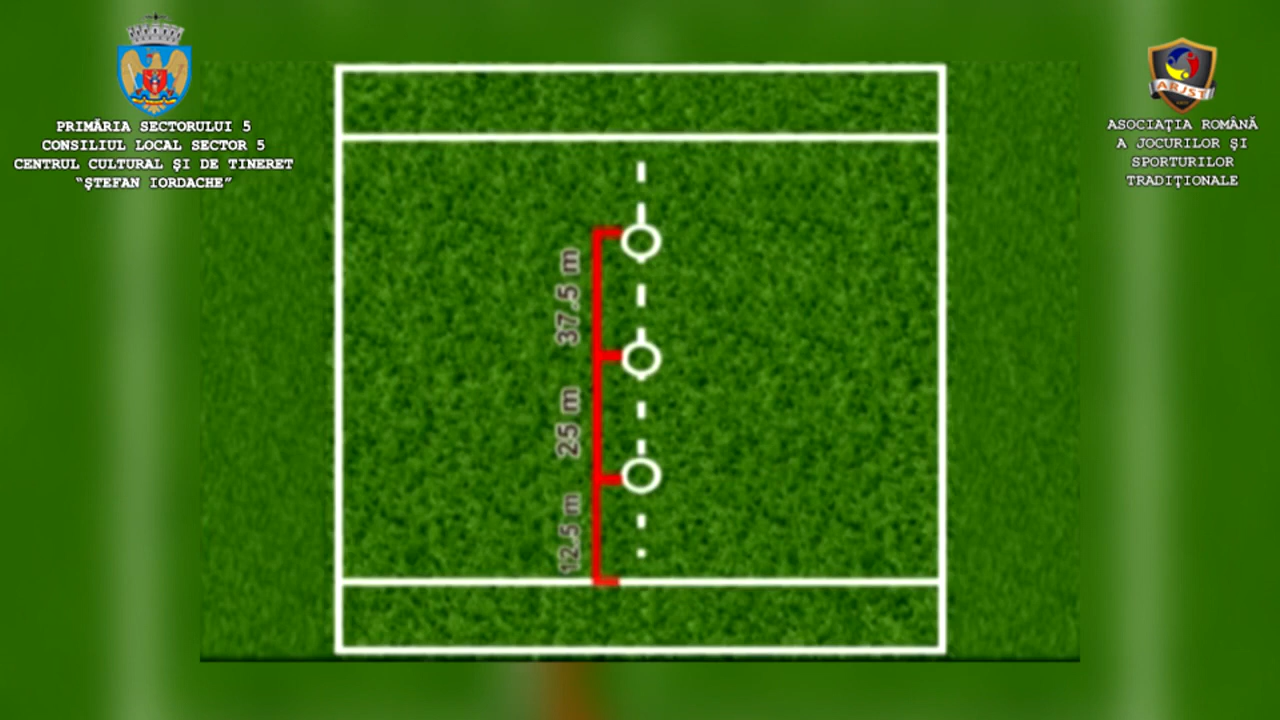 PRIMĂRIA SECTORULUI 5
CONSILIUL LOCAL SECTOR 5
CENTRUL CULTURAL ŞI DE TINERET
“ŞTEFAN IORDACHE”
ARJST
ASOCIAŢIA ROMÂNĂ
A JOCURILOR ŞI
SPORTURILOR
TRADIŢIONALE
37.5 m
25 m
12.5 m